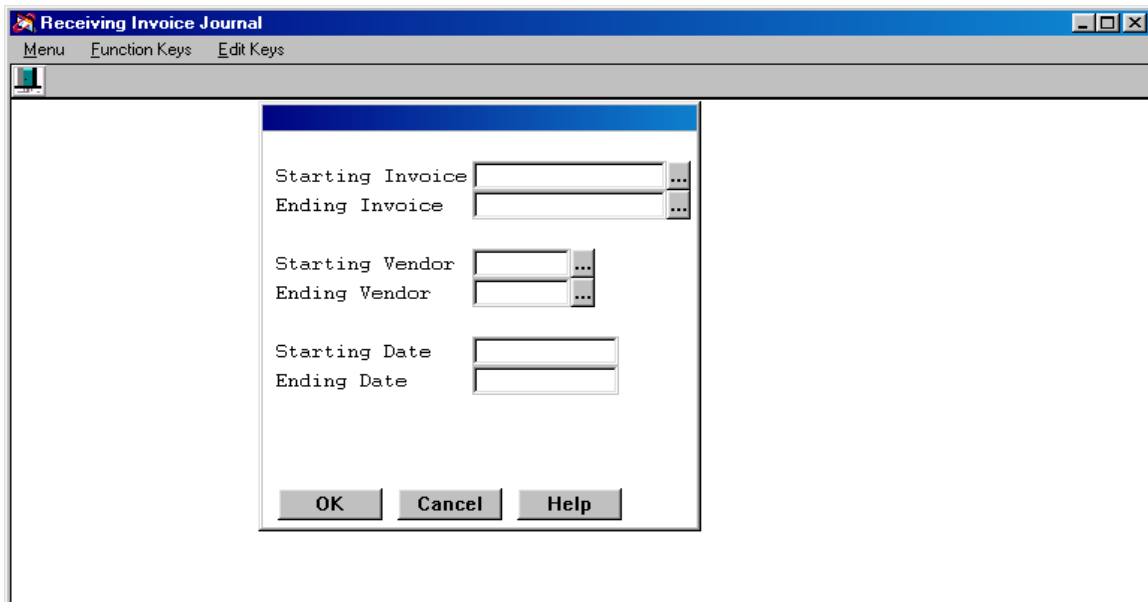 Receiving Invoice Journal
Menu Function Keys Edit Keys
Starting Invoice ...
Ending Invoice ...
Starting Vendor ...
Ending Vendor ...
Starting Date
Ending Date
OK Cancel Help